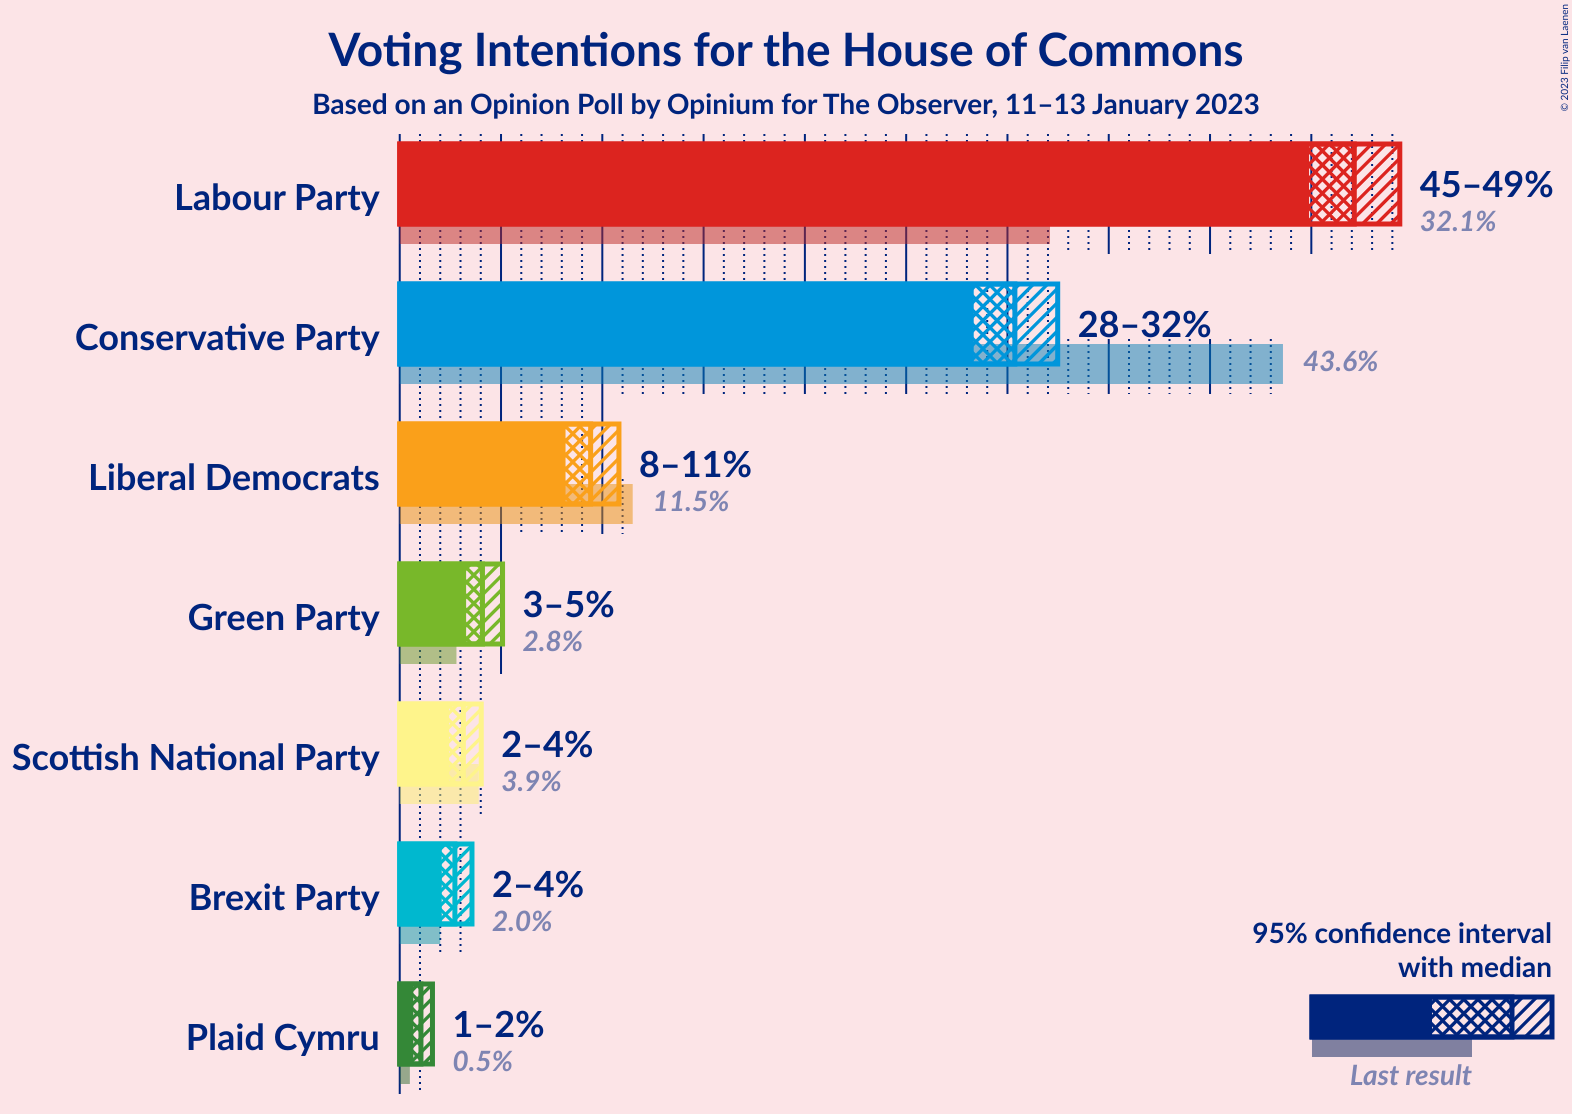 Voting Intentions for the House of Commons
Based on an Opinion Poll by Opinium for The Observer, 11–13 January 2023
© 2023 Filip van Laenen
Labour Party
45–49%
32.1%
Conservative Party
28–32%
43.6%
Liberal Democrats
8–11%
11.5%
Green Party
3–5%
2.8%
Scottish National Party
2–4%
3.9%
Brexit Party
2–4%
2.0%
Plaid Cymru
1–2%
0.5%
95% confidence interval
with median
Last result